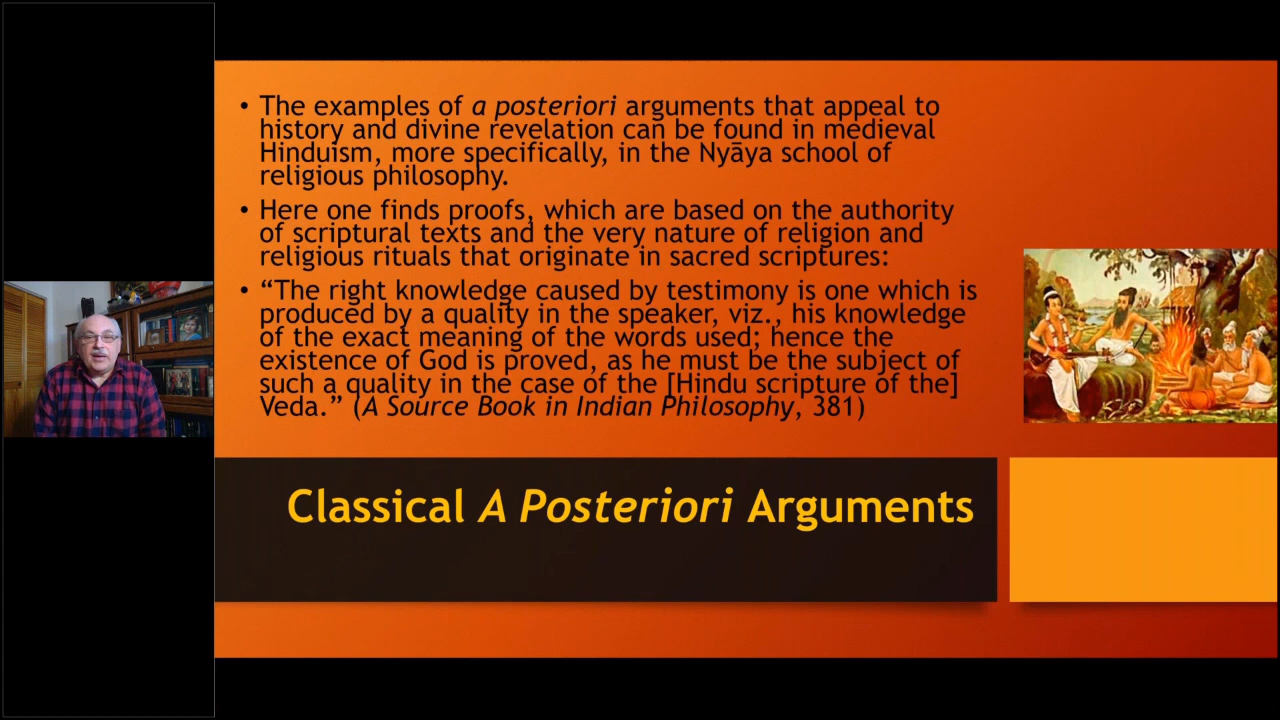 • The examples of a posteriori arguments that appeal to
history and divine revelation can be found in medieval
Hinduism, more specifically, in the Nyāya school of
religious philosophy.
• Here one finds proofs, which are based on the authority
of scriptural texts and the very nature of religion and
religious rituals that originate in sacred scriptures:
• “The right knowledge caused by testimony is one which is
produced by a quality in the speaker, viz., his knowledge
of the exact meaning of the words used; hence the
existence of God is proved, as he must be the subject of
such a quality in the case of the [Hindu scripture of the]
Veda.” (A Source Book in Indian Philosophy, 381)
Classical A Posteriori Arguments